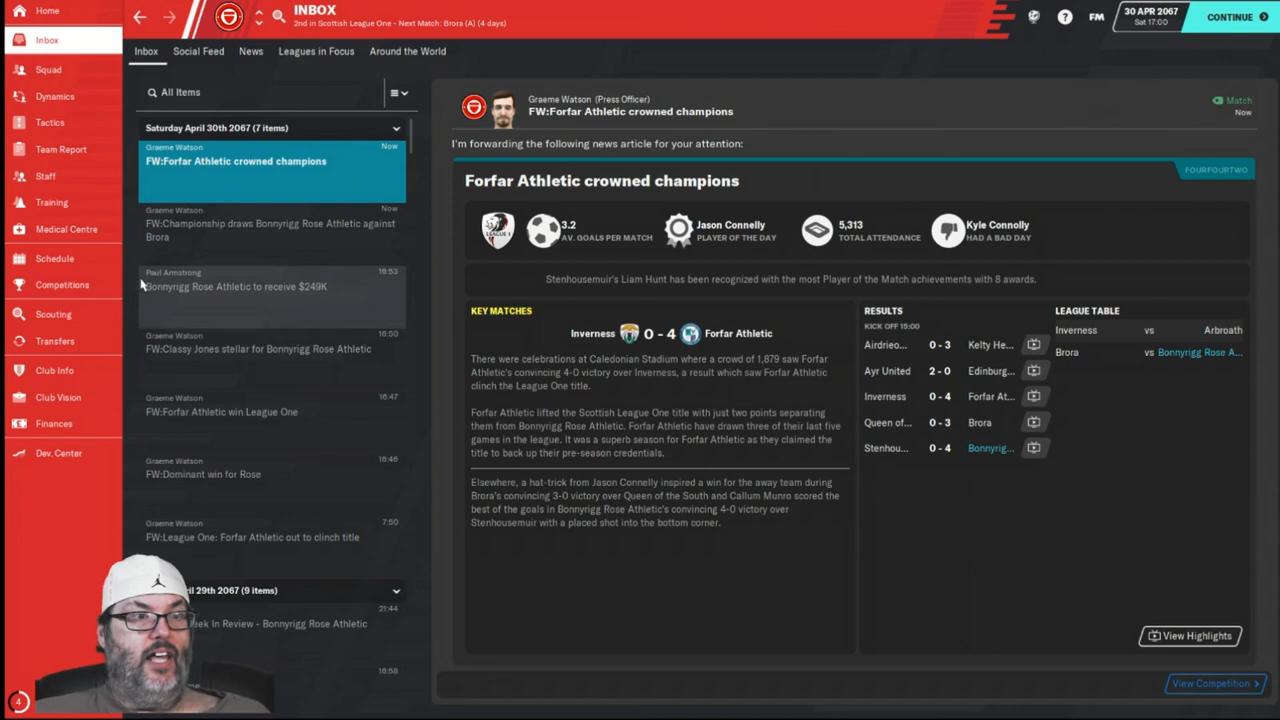 Home
INBOX
2nd in Scottish League One - Next Match: Brora (A) (4 days)
FM
30 APR 2067
Sat 17:00
CONTINUE
Inbox
Squad
Dynamics
Tactics
Team Report
Staff
Training
Medical Centre
Schedule
Competitions
Scouting
Transfers
Club Info
Club Vision
Finances
Dev. Center
4
Inbox
Social Feed
News
Leagues in Focus
Around the World
All Items
Saturday April 30th 2067 (7 items)
Graeme Watson
Now
FW:Forfar Athletic crowned champions
Graeme Watson
Now
FW:Championship draws Bonnyrigg Rose Athletic against
Brora
Paul Armstrong
16:53
Bonnyrigg Rose Athletic to receive $249K
Graeme Watson
16:50
FW:Classy Jones stellar for Bonnyrigg Rose Athletic
Graeme Watson
16:47
FW:Forfar Athletic win League One
Graeme Watson
16:46
FW:Dominant win for Rose
Graeme Watson
7:50
FW:League One: Forfar Athletic out to clinch title
ril 29th 2067 (9 items)
21:44
eek In Review - Bonnyrigg Rose Athletic
16:58
Graeme Watson (Press Officer)
FW:Forfar Athletic crowned champions
Match
Now
I'm forwarding the following news article for your attention:
FOURFOURTWO
Forfar Athletic crowned champions
LEAGUE 1
3.2
AV. GOALS PER MATCH
Jason Connelly
PLAYER OF THE DAY
5,313
TOTAL ATTENDANCE
Kyle Connolly
HAD A BAD DAY
Stenhousemuir's Liam Hunt has been recognized with the most Player of the Match achievements with 8 awards.
KEY MATCHES
Inverness 0 - 4 Forfar Athletic
There were celebrations at Caledonian Stadium where a crowd of 1,879 saw Forfar
Athletic's convincing 4-0 victory over Inverness, a result which saw Forfar Athletic
clinch the League One title.
Forfar Athletic lifted the Scottish League One title with just two points separating
them from Bonnyrigg Rose Athletic. Forfar Athletic have drawn three of their last five
games in the league. It was a superb season for Forfar Athletic as they claimed the
title to back up their pre-season credentials.
Elsewhere, a hat-trick from Jason Connelly inspired a win for the away team during
Brora's convincing 3-0 victory over Queen of the South and Callum Munro scored the
best of the goals in Bonnyrigg Rose Athletic's convincing 4-0 victory over
Stenhousemuir with a placed shot into the bottom corner.
RESULTS
KICK OFF 15:00
Airdrieo... 0 - 3 Kelty He...
Ayr United 2 - 0 Edinburg...
Inverness 0 - 4 Forfar At...
Queen of... 0 - 3 Brora
Stenhou... 0 - 4 Bonnyrig...
LEAGUE TABLE
Inverness vs Arbroath
Brora vs Bonnyrigg Rose A...
View Highlights
View Competition >